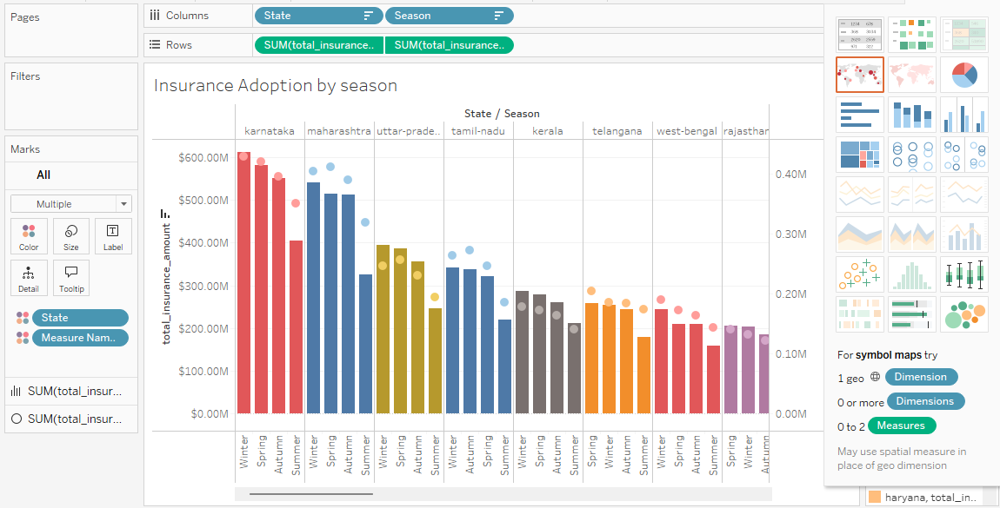 Pages
Filters
Marks
All
Multiple
Color
Size
Label
Detail
Tooltip
State
Measure Nam..
SUM(total_insur...
SUM(total_insur...
Columns
State
Season
Rows
SUM(total_insurance..
SUM(total_insurance..
Insurance Adoption by season
State / Season
karnataka
maharashtra
uttar-prade..
tamil-nadu
kerala
telangana
west-bengal
rajasthan
total_insurance_amount
$600.00M
$500.00M
$400.00M
$300.00M
$200.00M
$100.00M
$0.00M
0.40M
0.30M
0.20M
0.10M
0.00M
Winter
Spring
Autumn
Summer
Winter
Spring
Autumn
Summer
Winter
Spring
Autumn
Summer
Winter
Autumn
Spring
Summer
Winter
Spring
Autumn
Summer
Spring
Winter
Autumn
Summer
Winter
Spring
Autumn
Summer
Spring
Winter
Autumn
For symbol maps try
1 geo Dimension
0 or more Dimensions
0 to 2 Measures
May use spatial measure in
place of geo dimension
haryana, total_in..